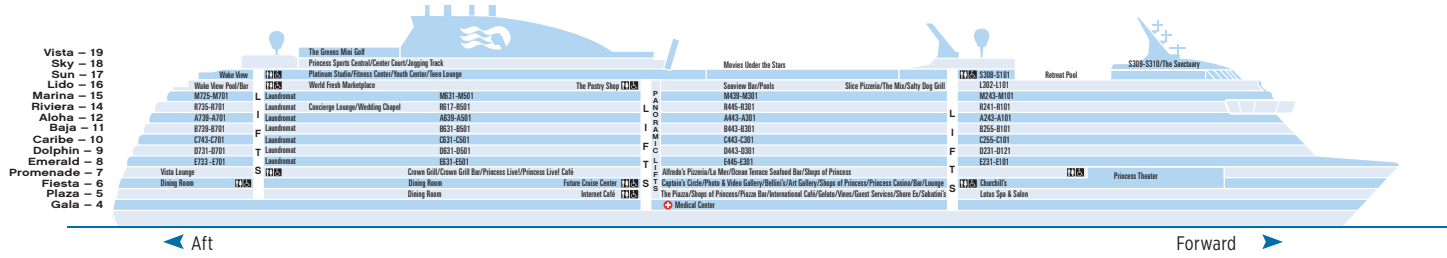 Vista – 19 The Greens Mini Golf
Sky – 18 Princess Sports Central/Center Court/Jogging Track Movies Under the Stars S308-S310/The Sanctuary
Sun – 17 Wake View Platinum Studio/Fitness Center/Youth Center/Teen Lounge S308-S101 Retreat Pool
Lido – 16 Wake View Pool/Bar World Fresh Marketplace The Pastry Shop Seaview Bar/Pools Slice Pizzeria/The Mix/Salty Dog Grill L302-L101
Marina – 15 M725-M701 Laundromat M631-M501 M439-M301 M243-M101
Riviera – 14 R735-R701 Laundromat Concierge Lounge/Wedding Chapel R617-R501 R445-R301 R241-R101
Aloha – 12 A739-A701 Laundromat A639-A501 A443-A301 A243-A101
Baja – 11 B739-B701 Laundromat B631-B501 B443-B301 B255-B101
Caribe – 10 C743-C701 Laundromat C631-C501 C443-C301 C255-C101
Dolphin – 9 D731-D701 Laundromat D631-D501 D443-D301 D231-D121
Emerald – 8 E733 -E701 Laundromat E631-E501 E445-E301 E231-E101
Promenade – 7 Vista Lounge Crown Grill/Crown Grill Bar/Princess Live!/Princess Live! Café Alfredo's Pizzeria/La Mer/Ocean Terrace Seafood Bar/Shops of Princess Princess Theater
Fiesta – 6 Dining Room Dining Room Future Cruise Center Captain's Circle/Photo & Video Gallery/Bellini's/Art Gallery/Shops of Princess/Princess Casino/Bar/Lounge Churchill's
Plaza – 5 Dining Room Internet Café The Piazza/Shops of Princess/Piazza Bar/International Café/Gelato/Vines/Guest Services/Shore Ex/Sabatini's Lotus Spa & Salon
Gala – 4 Medical Center
LIFTS
LIFTS
PANORAMIC LIFTS
LIFTS
Aft Forward